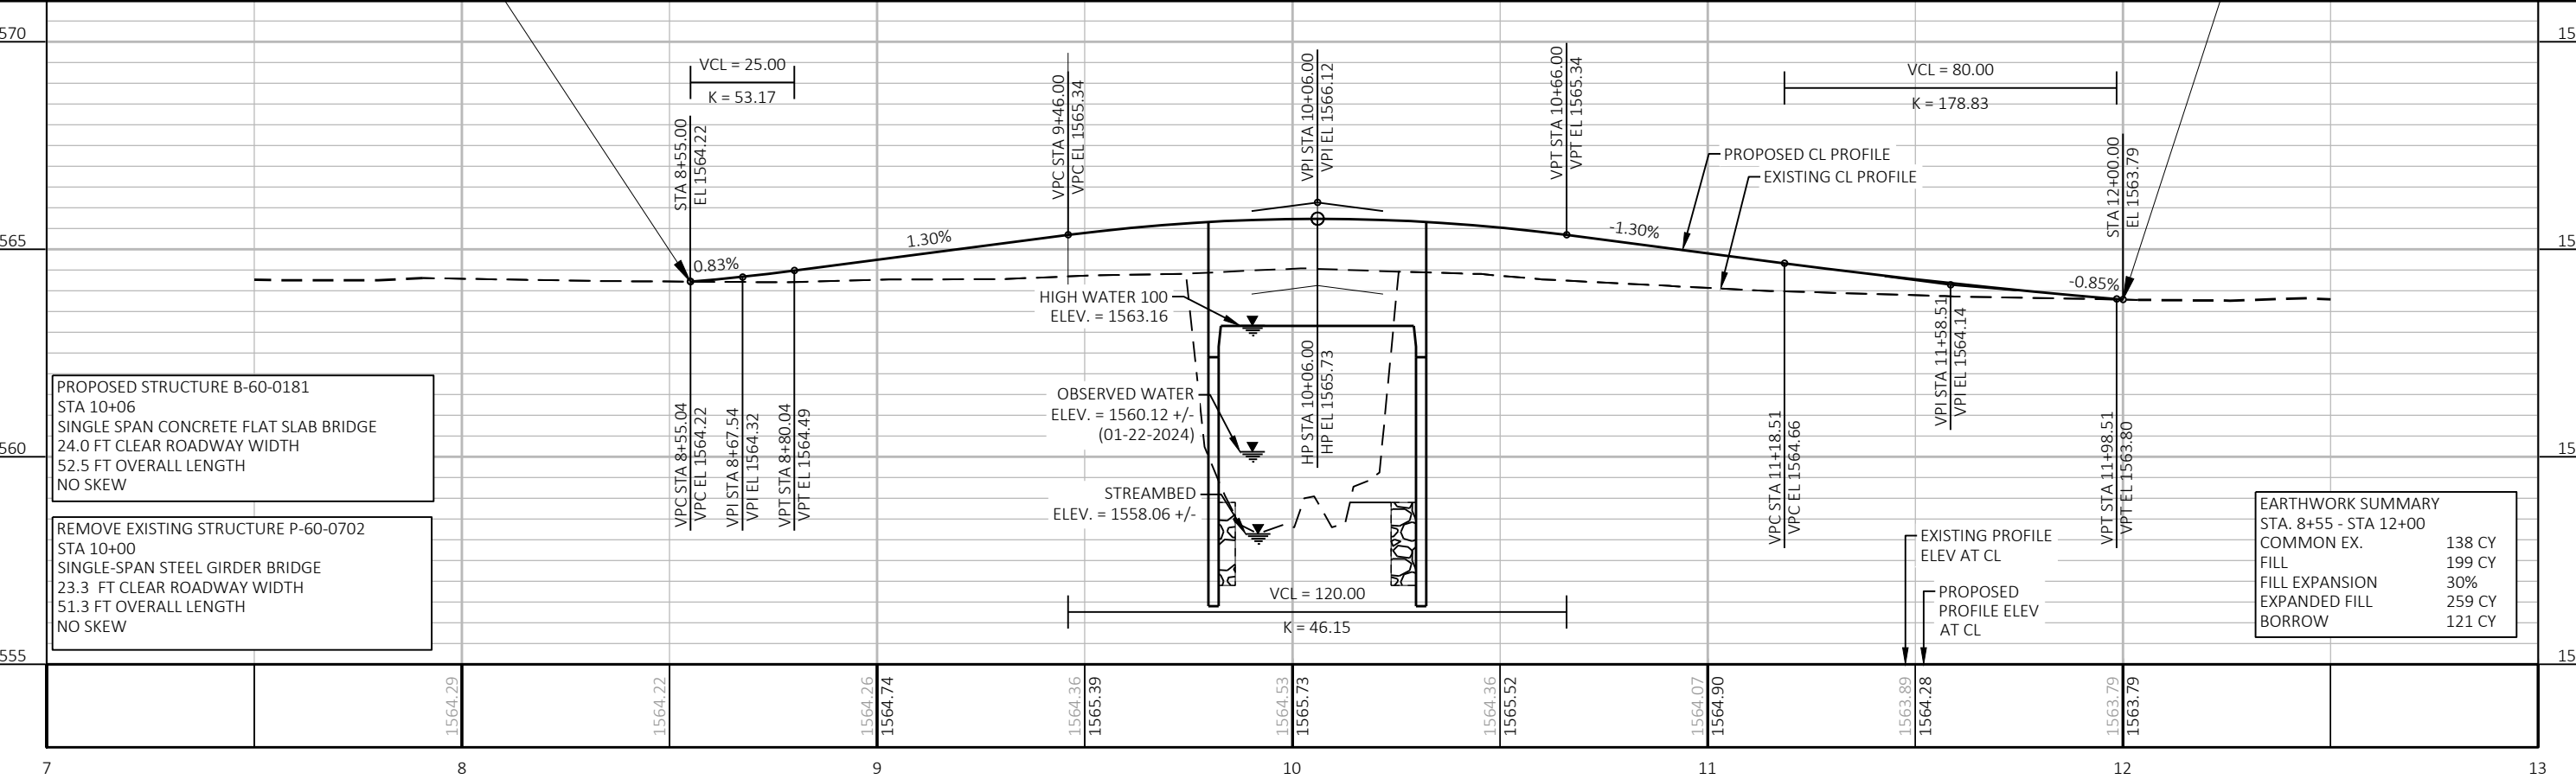 570
565
560
555
15
15
15
15
VCL = 25.00
K = 53.17
STA 8+55.00
EL 1564.22
0.83%
1.30%
VPC STA 9+46.00
VPC EL 1565.34
VPI STA 10+06.00
VPI EL 1566.12
VPT STA 10+66.00
VPT EL 1565.34
-1.30%
PROPOSED CL PROFILE
EXISTING CL PROFILE
VCL = 80.00
K = 178.83
STA 12+00.00
EL 1563.79
-0.85%
HIGH WATER 100
ELEV. = 1563.16
OBSERVED WATER
ELEV. = 1560.12 +/-
(01-22-2024)
STREAMBED
ELEV. = 1558.06 +/-
HP STA 10+06.00
HP EL 1565.73
VPC STA 8+55.04
VPC EL 1564.22
VPI STA 8+67.54
VPI EL 1564.32
VPT STA 8+80.04
VPT EL 1564.49
VPC STA 11+18.51
VPC EL 1564.66
VPI STA 11+58.51
VPI EL 1564.14
VPT STA 11+98.51
VPT EL 1563.80
VCL = 120.00
K = 46.15
PROPOSED STRUCTURE B-60-0181
STA 10+06
SINGLE SPAN CONCRETE FLAT SLAB BRIDGE
24.0 FT CLEAR ROADWAY WIDTH
52.5 FT OVERALL LENGTH
NO SKEW
REMOVE EXISTING STRUCTURE P-60-0702
STA 10+00
SINGLE-SPAN STEEL GIRDER BRIDGE
23.3 FT CLEAR ROADWAY WIDTH
51.3 FT OVERALL LENGTH
NO SKEW
EXISTING PROFILE
ELEV AT CL
PROPOSED
PROFILE ELEV
AT CL
EARTHWORK SUMMARY
STA. 8+55 - STA 12+00
COMMON EX. 138 CY
FILL 199 CY
FILL EXPANSION 30%
EXPANDED FILL 259 CY
BORROW 121 CY
1564.29
1564.22
1564.26
1564.74
1564.36
1565.39
1564.53
1565.73
1564.36
1565.52
1564.07
1564.90
1563.89
1564.28
1563.79
1563.79
7
8
9
10
11
12
13